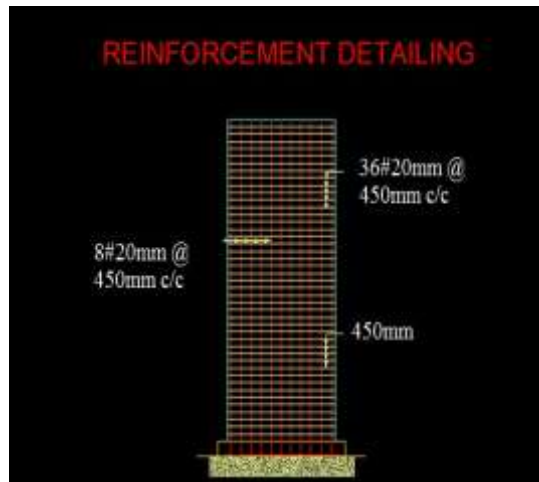 REINFORCEMENT DETAILING
36#20mm @
450mm c/c
8#20mm @
450mm c/c
450mm